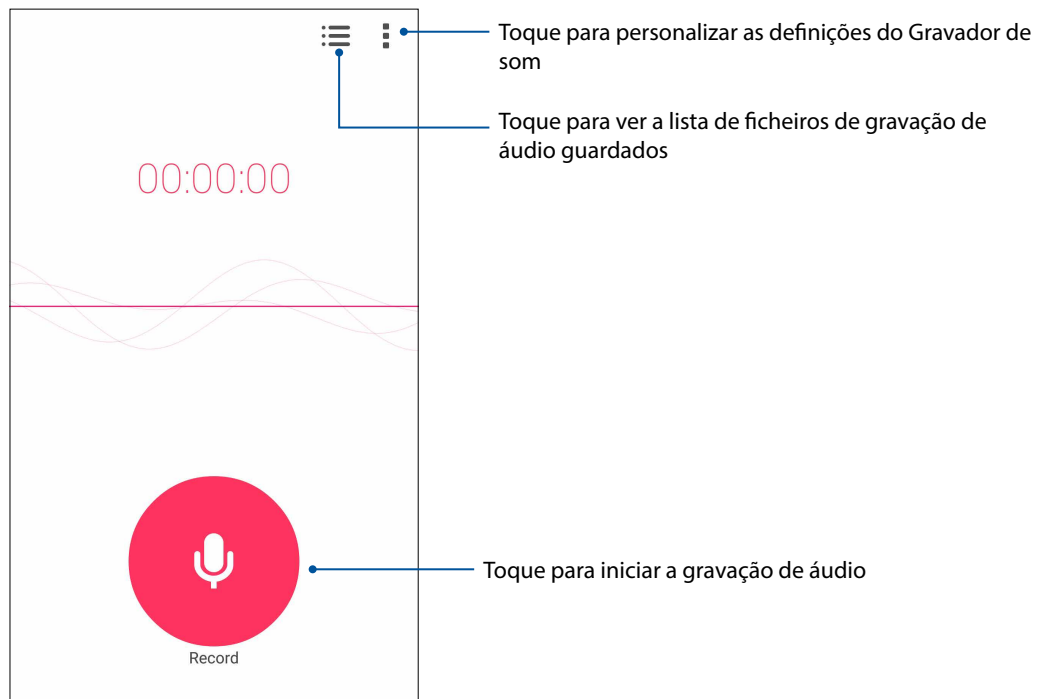 Toque para personalizar as definições do Gravador de
som
Toque para ver a lista de ficheiros de gravação de
áudio guardados
00:00:00
Toque para iniciar a gravação de áudio
Record